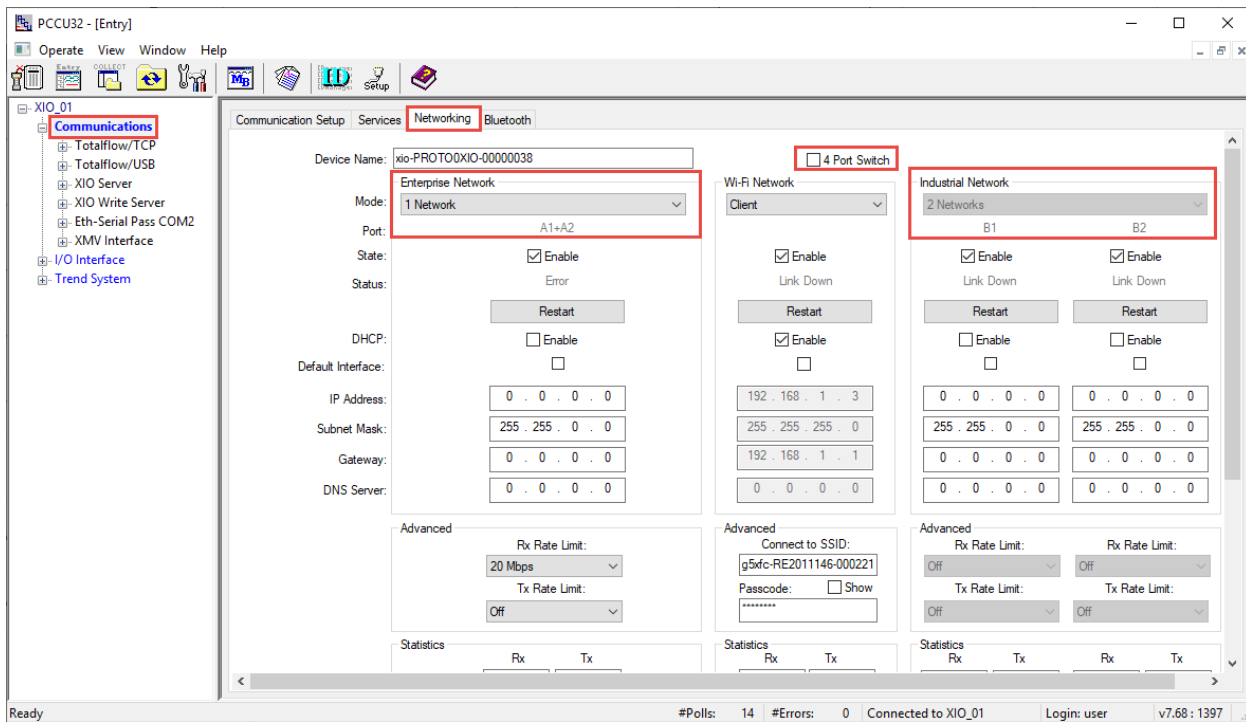 PCCU32 - [Entry]
Operate View Window Help
Entry COLLECT MB ID Setup
XIO_01
Communications
Totalflow/TCP
Totalflow/USB
XIO Server
XIO Write Server
Eth-Serial Pass COM2
XMV Interface
I/O Interface
Trend System
Communication Setup Services Networking Bluetooth
Device Name: xio-PROTO0XIO-00000038 4 Port Switch
Enterprise Network Wi-Fi Network Industrial Network
Mode: 1 Network Client 2 Networks
Port: A1+A2 B1 B2
State: Enable Enable Enable Enable
Status: Error Link Down Link Down Link Down
Restart Restart Restart Restart
DHCP: Enable Enable Enable Enable
Default Interface:
IP Address: 0 . 0 . 0 . 0 192 . 168 . 1 . 3 0 . 0 . 0 . 0 0 . 0 . 0 . 0
Subnet Mask: 255 . 255 . 0 . 0 255 . 255 . 255 . 0 255 . 255 . 0 . 0 255 . 255 . 0 . 0
Gateway: 0 . 0 . 0 . 0 192 . 168 . 1 . 1 0 . 0 . 0 . 0 0 . 0 . 0 . 0
DNS Server: 0 . 0 . 0 . 0 0 . 0 . 0 . 0 0 . 0 . 0 . 0 0 . 0 . 0 . 0
Advanced Advanced Advanced
Rx Rate Limit: Connect to SSID: Rx Rate Limit: Rx Rate Limit:
20 Mbps g5xfc-RE2011146-000221 Off Off
Tx Rate Limit: Passcode: Show Tx Rate Limit: Tx Rate Limit:
Off ******** Off Off
Statistics Statistics Statistics
Rx Tx Rx Tx Rx Tx Rx Tx
Ready #Polls: 14 #Errors: 0 Connected to XIO_01 Login: user v7.68 : 1397